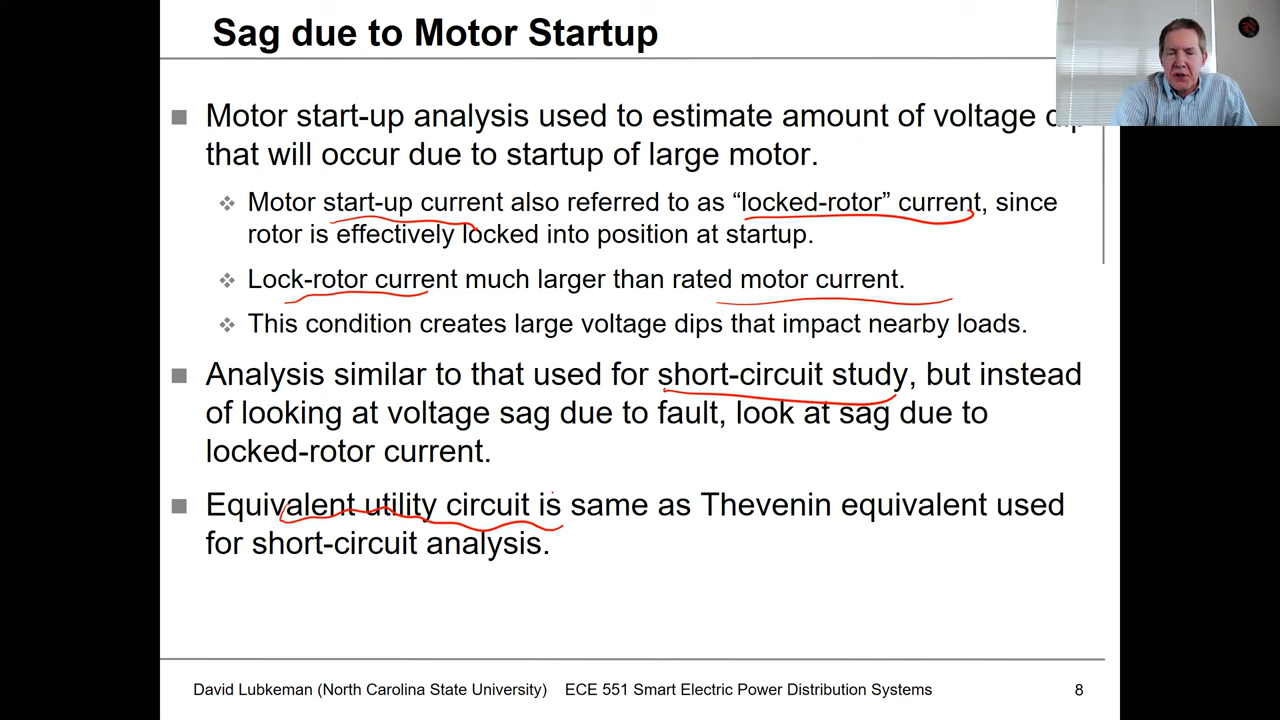 Sag due to Motor Startup
Motor start-up analysis used to estimate amount of voltage
that will occur due to startup of large motor.
Motor start-up current also referred to as “locked-rotor” current, since
rotor is effectively locked into position at startup.
Lock-rotor current much larger than rated motor current.
This condition creates large voltage dips that impact nearby loads.
Analysis similar to that used for short-circuit study, but instead
of looking at voltage sag due to fault, look at sag due to
locked-rotor current.
Equivalent utility circuit is same as Thevenin equivalent used
for short-circuit analysis.
David Lubkeman (North Carolina State University) ECE 551 Smart Electric Power Distribution Systems 8